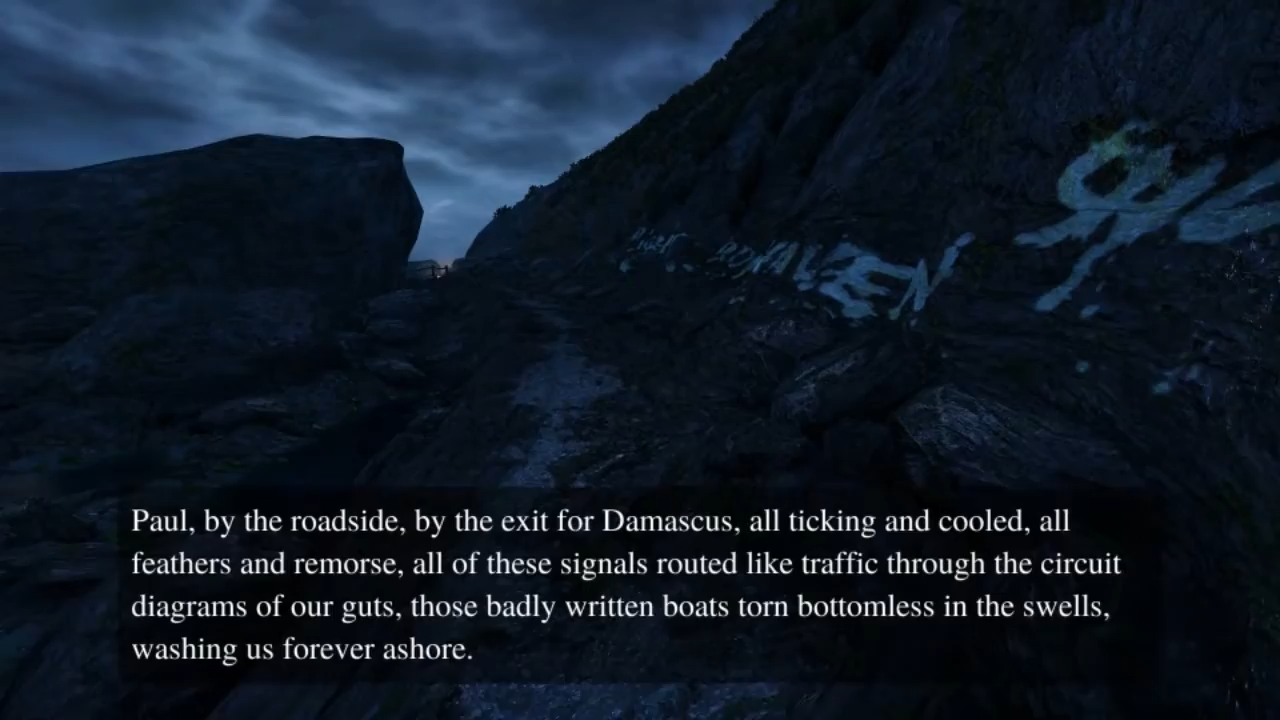 Paul, by the roadside, by the exit for Damascus, all ticking and cooled, all
feathers and remorse, all of these signals routed like traffic through the circuit
diagrams of our guts, those badly written boats torn bottomless in the swells,
washing us forever ashore.